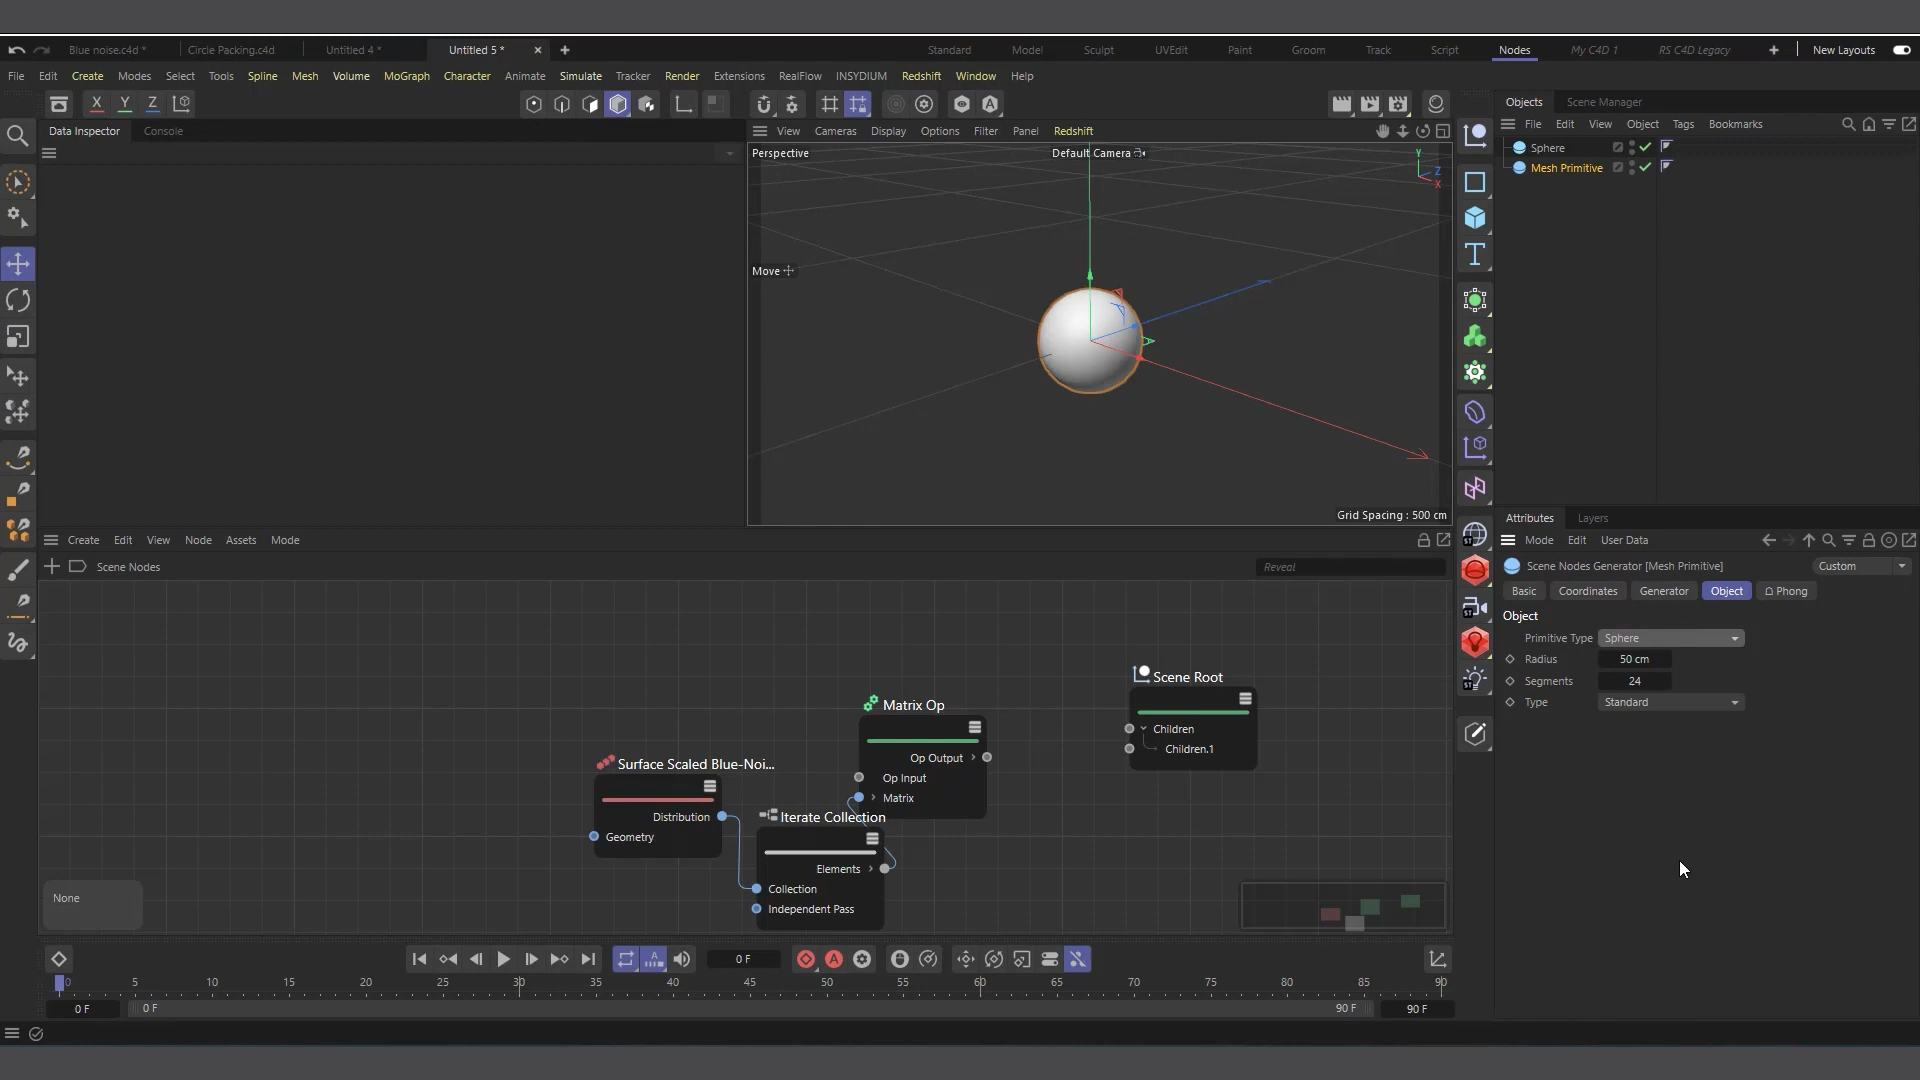 Blue noise.c4d *
Circle Packing.c4d
Untitled 4 *
Untitled 5 *
Standard
Model
Sculpt
UVEdit
Paint
Groom
Track
Script
Nodes
My C4D 1
RS C4D Legacy
New Layouts
File Edit Create Modes Select Tools Spline Mesh Volume MoGraph Character Animate Simulate Tracker Render Extensions RealFlow INSYDIUM Redshift Window Help
X Y Z
Objects Scene Manager
Data Inspector Console
View Cameras Display Options Filter Panel Redshift
File Edit View Object Tags Bookmarks
Perspective
Default Camera
Y
Z
X
Sphere
Mesh Primitive
Move
Grid Spacing : 500 cm
Attributes Layers
Create Edit View Node Assets Mode
Mode Edit User Data
Scene Nodes
Reveal
Scene Nodes Generator [Mesh Primitive]
Custom
Basic Coordinates Generator Object Phong
Object
Primitive Type Sphere
Radius 50 cm
Segments 24
Type Standard
Scene Root
Children
Children.1
Matrix Op
Op Output
Op Input
Matrix
Surface Scaled Blue-Noi...
Distribution
Geometry
Iterate Collection
Elements
Collection
Independent Pass
None
0 F
0 5 10 15 20 25 30 35 40 45 50 55 60 65 70 75 80 85 90
0 F
0 F
90 F
90 F